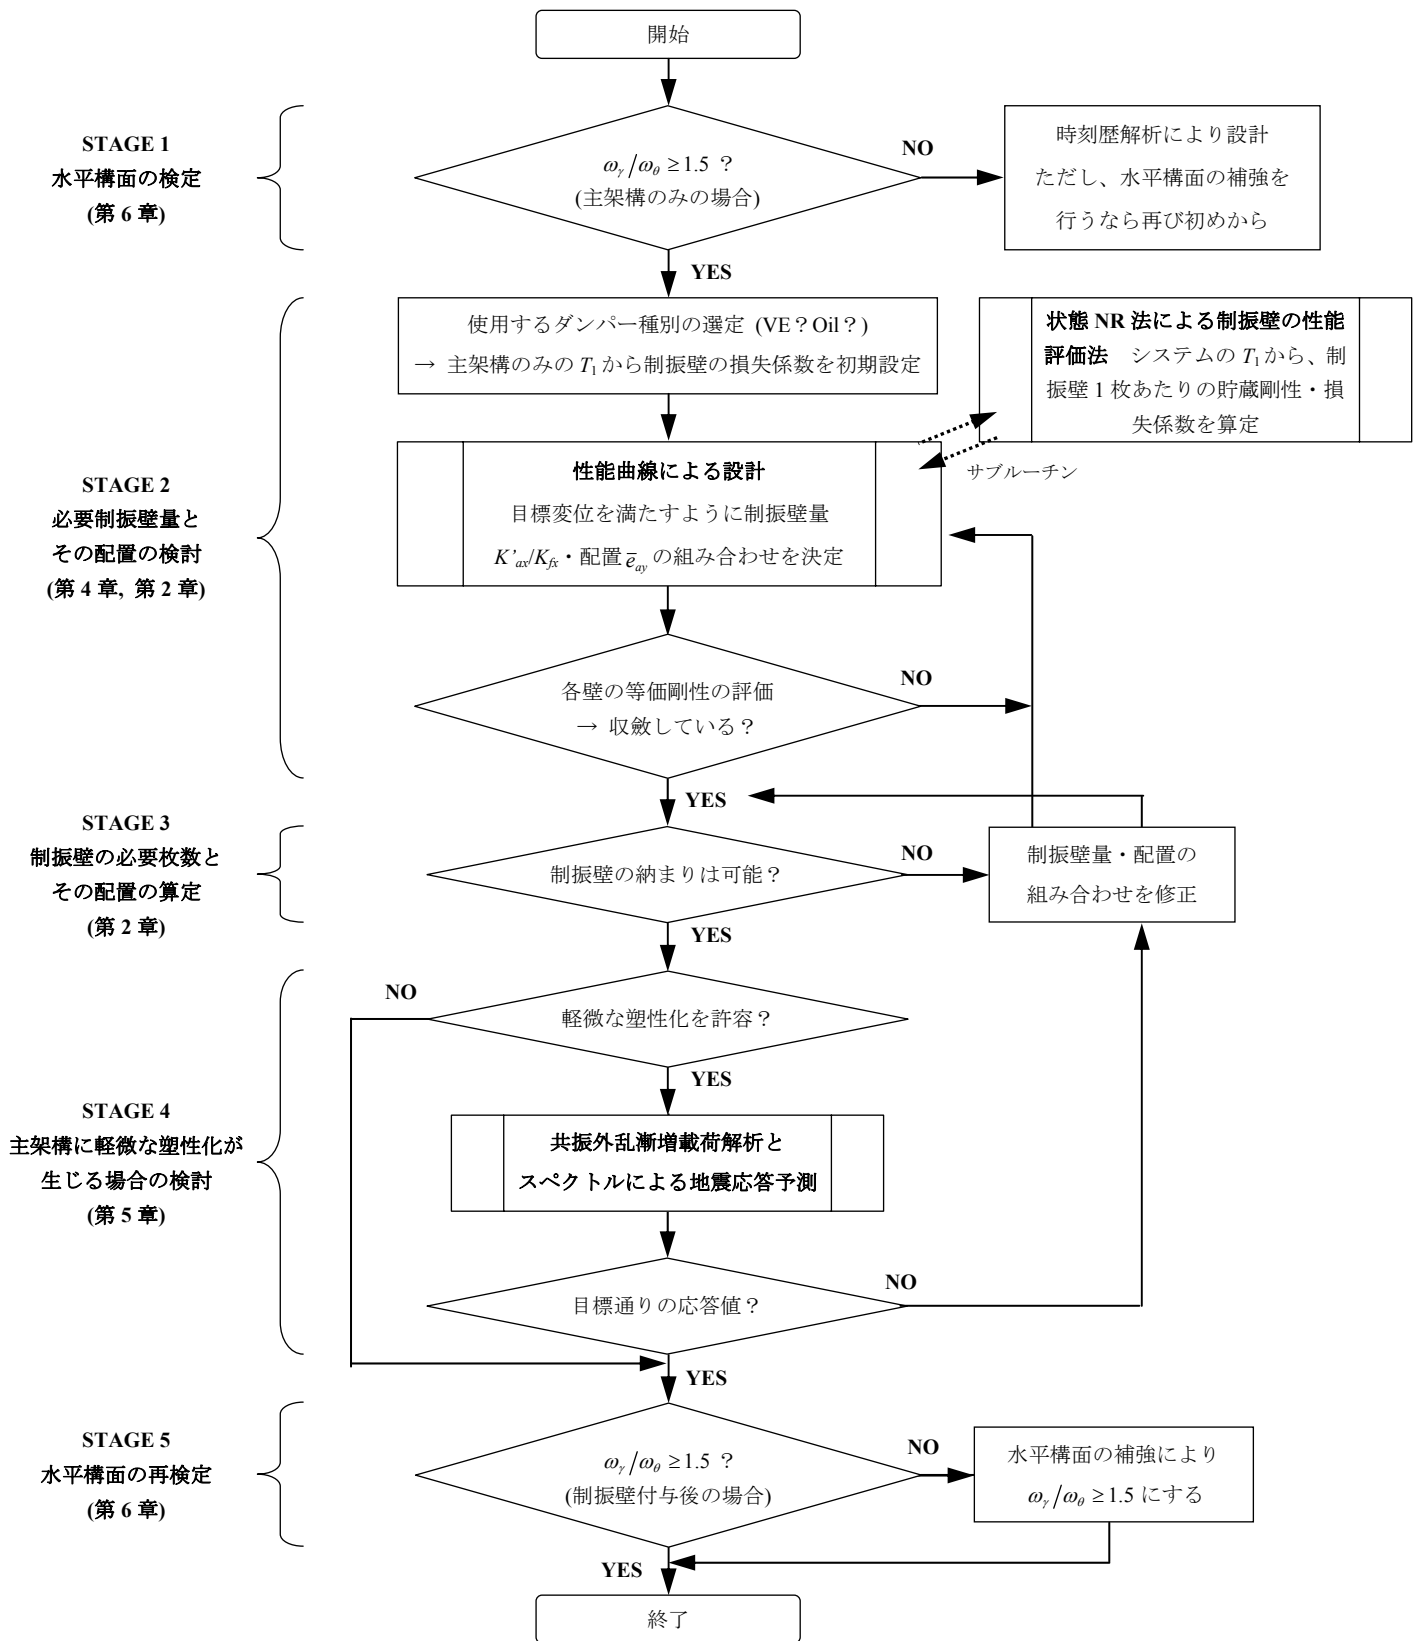 開始
STAGE 1
水平構面の検定
(第 6 章)
ω_γ/ω_θ ≥ 1.5 ?
(主架構のみの場合)
NO
時刻歴解析により設計
ただし、水平構面の補強を
行うなら再び初めから
YES
STAGE 2
必要制振壁量と
その配置の検討
(第 4 章, 第 2 章)
使用するダンパー種別の選定 (VE？Oil？)
→ 主架構のみの T₁ から制振壁の損失係数を初期設定
状態 NR 法による制振壁の性能
評価法 システムの T₁ から、制
振壁 1 枚あたりの貯蔵剛性・損
失係数を算定
サブルーチン
性能曲線による設計
目標変位を満たすように制振壁量
K'_ax/K_fx・配置 ē_ay の組み合わせを決定
各壁の等価剛性の評価
→ 収斂している？
NO
YES
STAGE 3
制振壁の必要枚数と
その配置の算定
(第 2 章)
制振壁の納まりは可能？
NO
制振壁量・配置の
組み合わせを修正
YES
STAGE 4
主架構に軽微な塑性化が
生じる場合の検討
(第 5 章)
NO
軽微な塑性化を許容？
YES
共振外乱漸増載荷解析と
スペクトルによる地震応答予測
目標通りの応答値？
NO
YES
STAGE 5
水平構面の再検定
(第 6 章)
ω_γ/ω_θ ≥ 1.5 ?
(制振壁付与後の場合)
NO
水平構面の補強により
ω_γ/ω_θ ≥ 1.5 にする
YES
終了